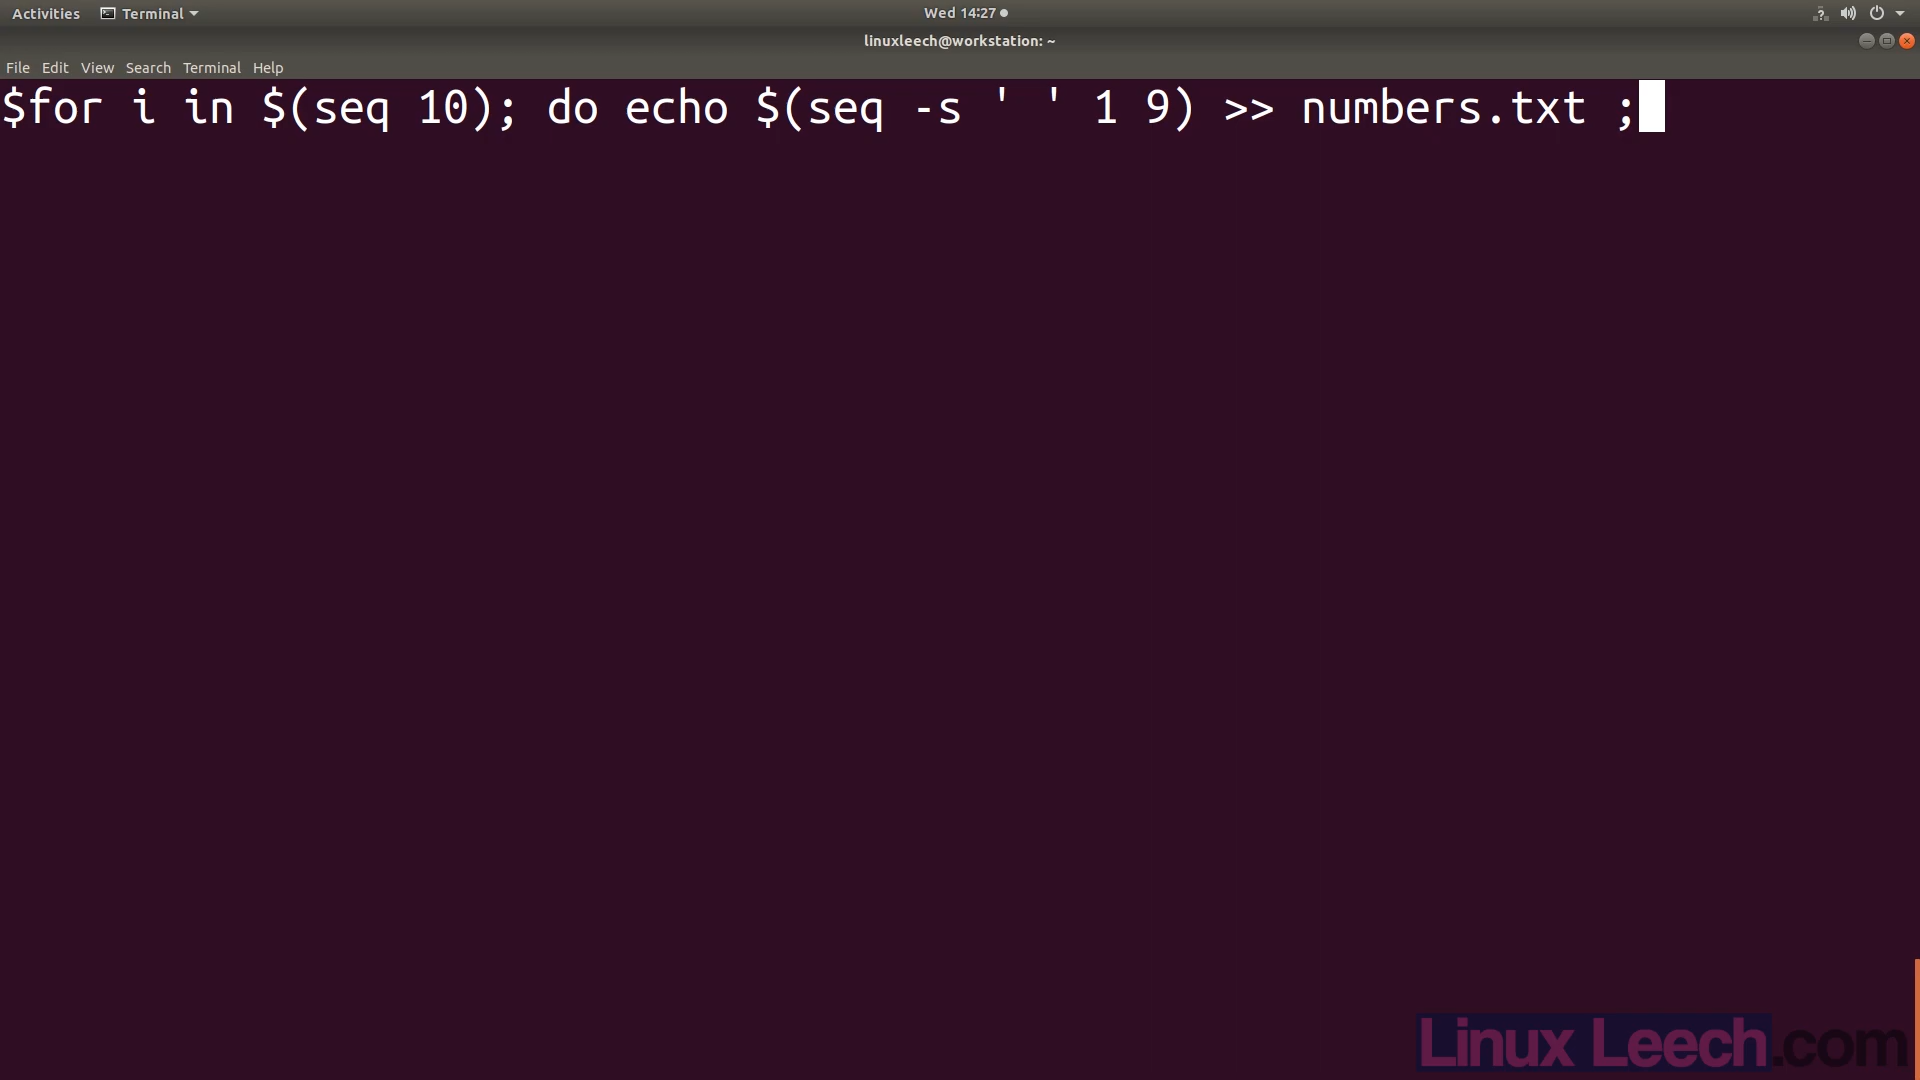 Activities Terminal Wed 14:27
linuxleech@workstation: ~
File Edit View Search Terminal Help
$for i in $(seq 10); do echo $(seq -s ' ' 1 9) >> numbers.txt ;
Linux Leech.com